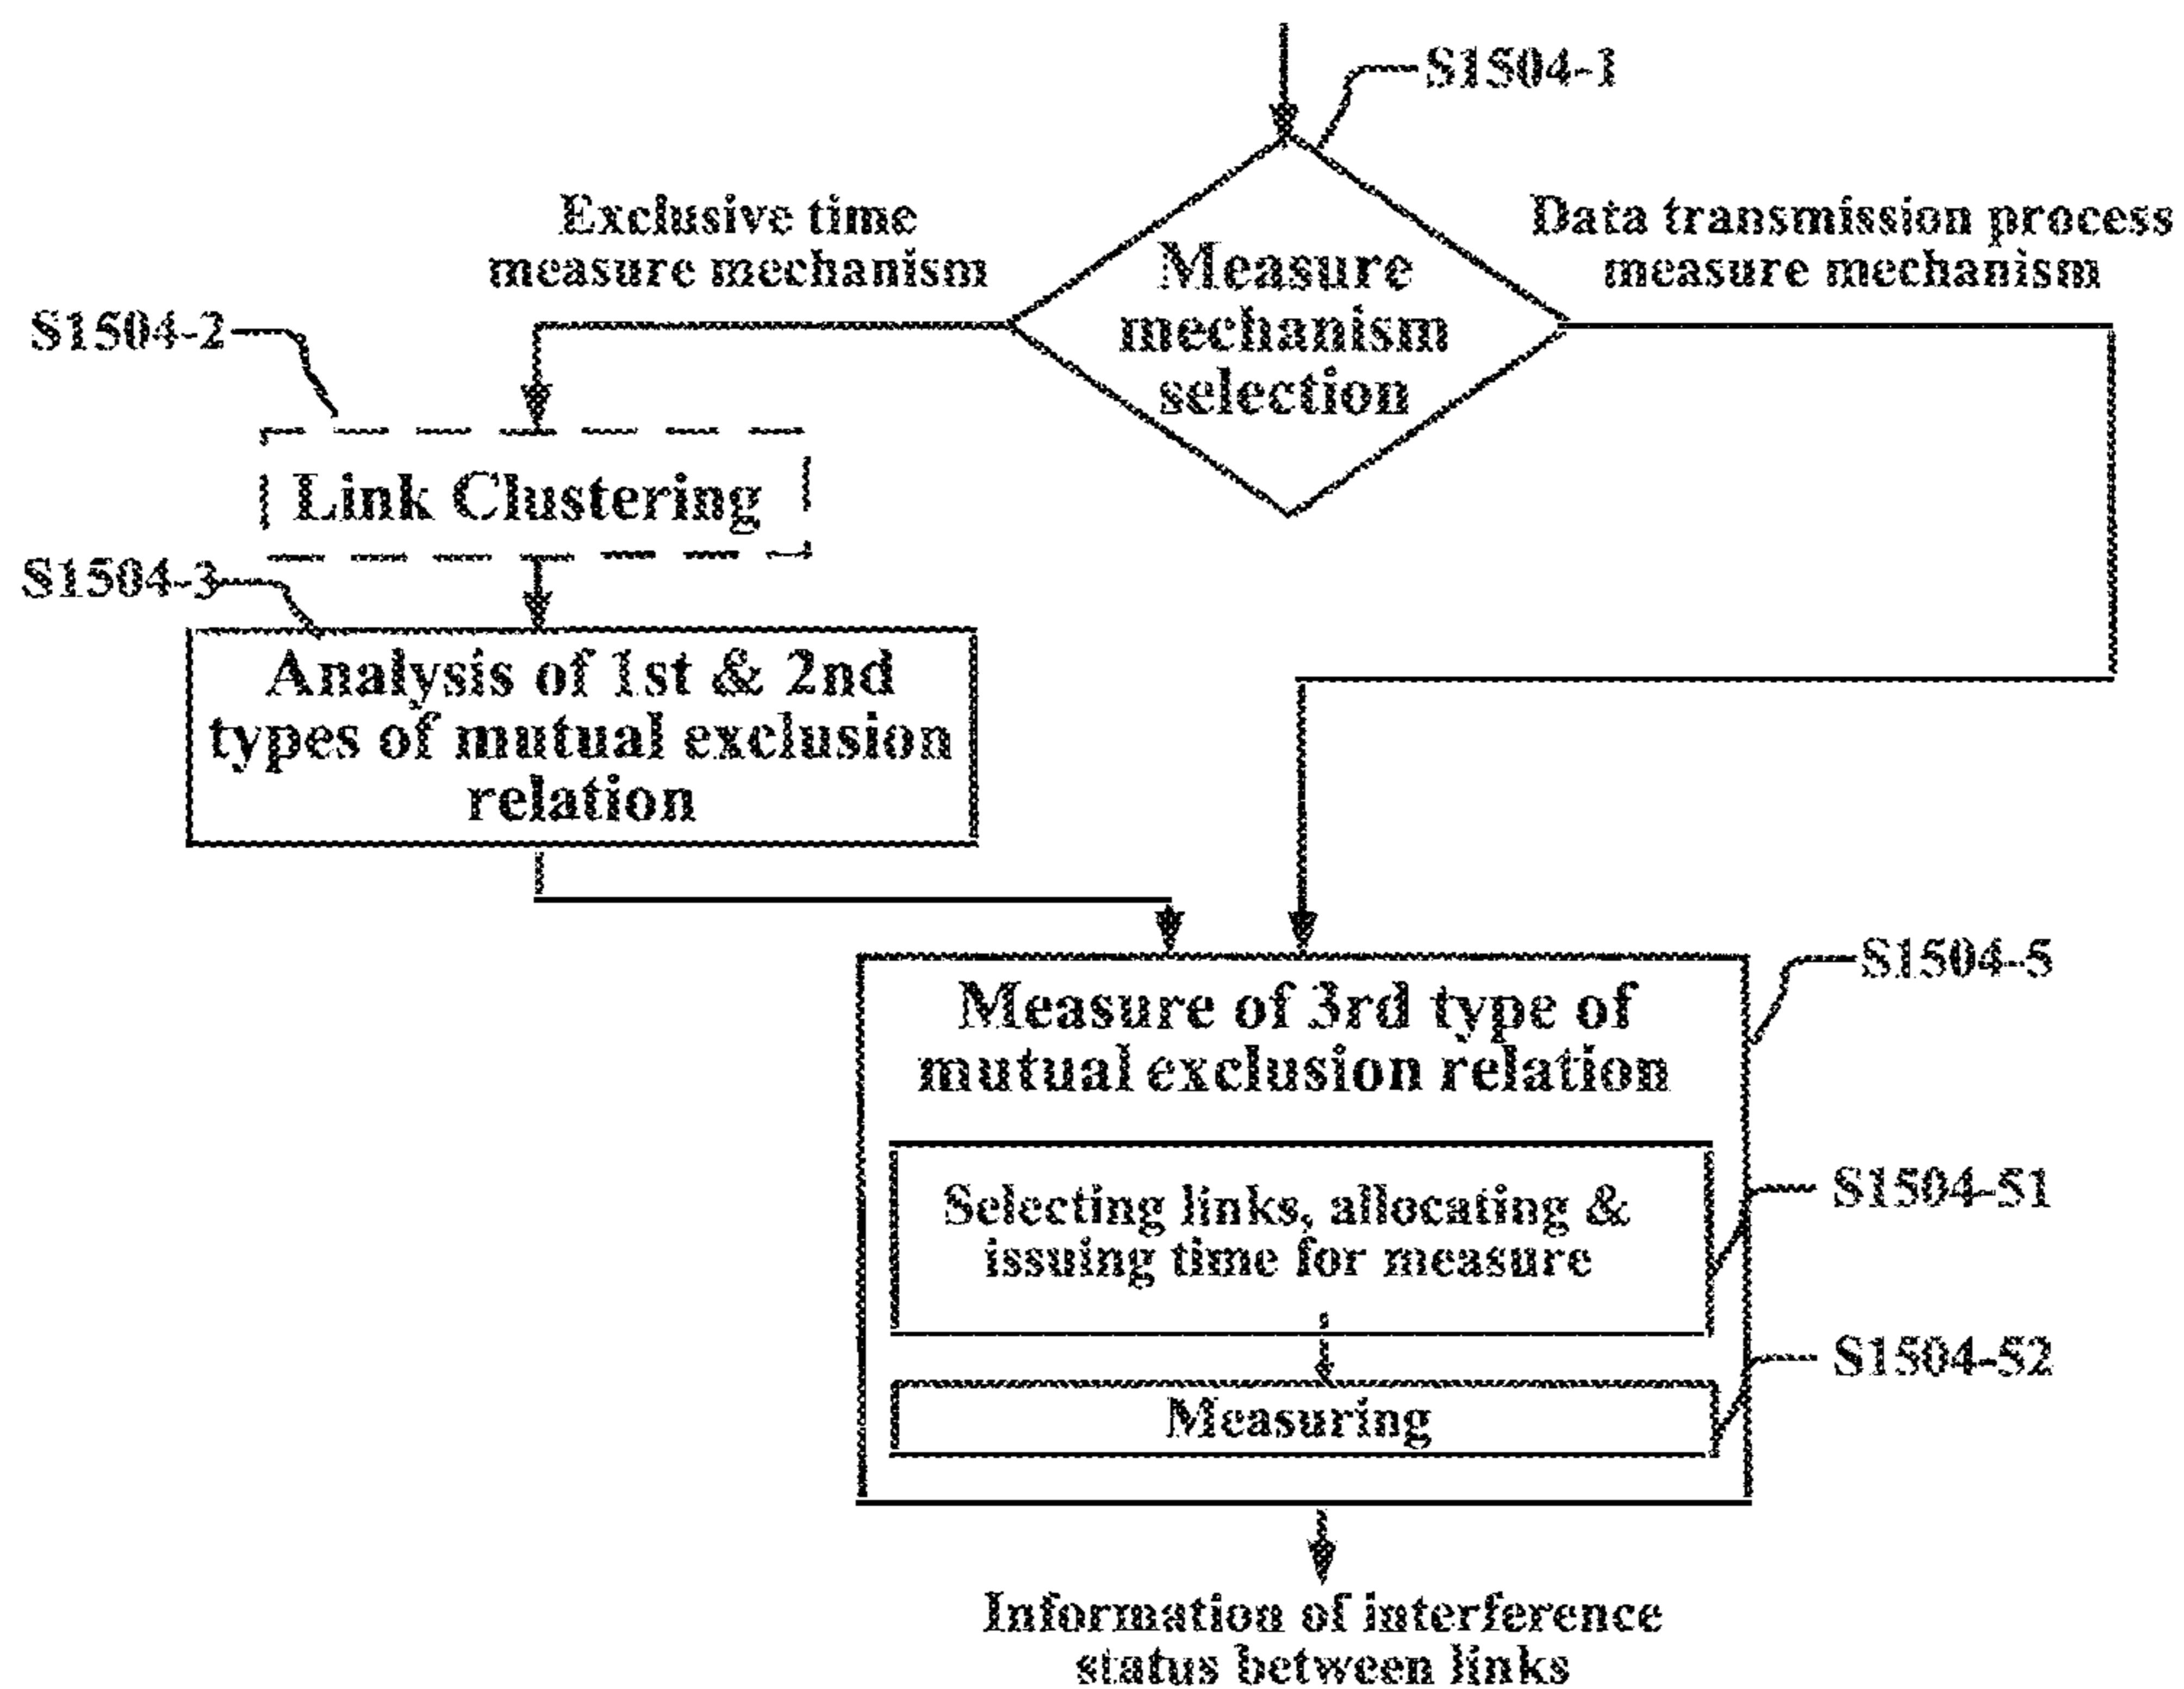 S1504-1
Exclusive time
measure mechanism
Data transmission process
measure mechanism
Measure
mechanism
selection
S1504-2
Link Clustering
S1504-3
Analysis of 1st & 2nd
types of mutual exclusion
relation
S1504-5
Measure of 3rd type of
mutual exclusion relation
S1504-51
Selecting links, allocating &
issuing time for measure
S1504-52
Measuring
Information of interference
status between links